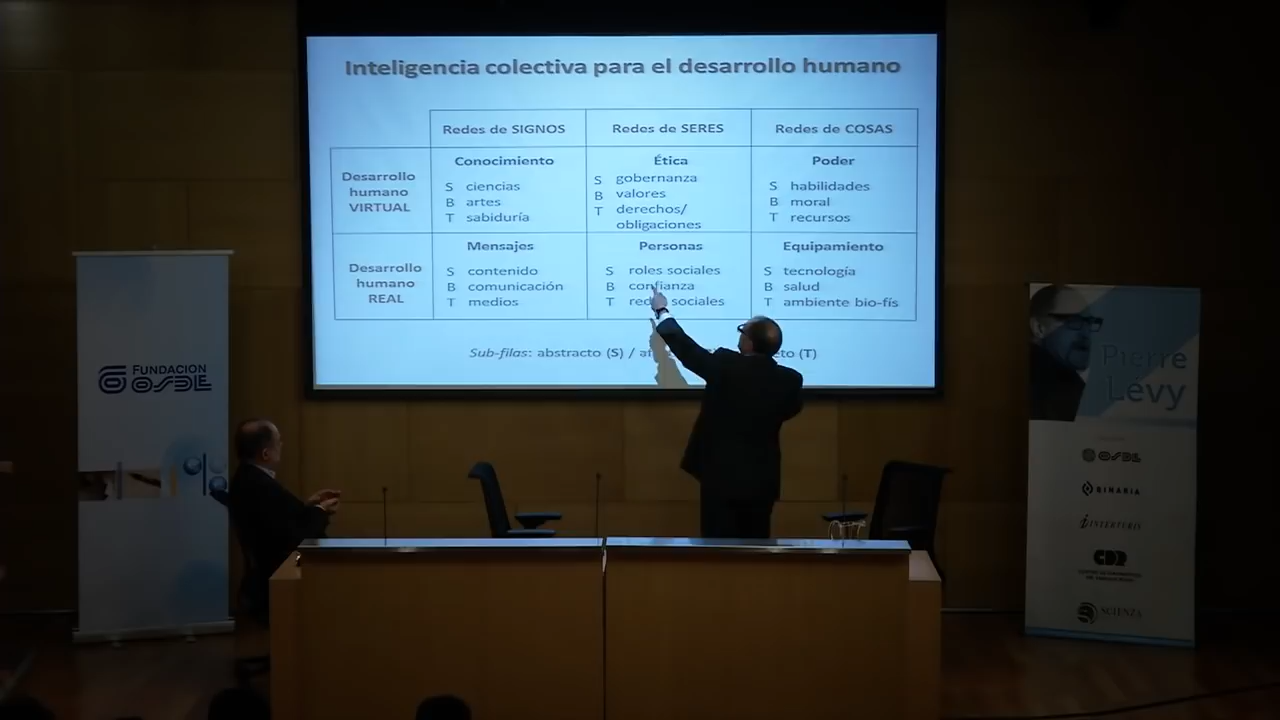 Inteligencia colectiva para el desarrollo humano
Redes de SIGNOS
Redes de SERES
Redes de COSAS
Desarrollo
humano
VIRTUAL
Conocimiento
S ciencias
B artes
T sabiduría
Ética
S gobernanza
B valores
T derechos/
obligaciones
Poder
S habilidades
B moral
T recursos
Desarrollo
humano
REAL
Mensajes
S contenido
B comunicación
T medios
Personas
S roles sociales
B confianza
T redes sociales
Equipamiento
S tecnología
B salud
T ambiente bio-fís
Sub-filas: abstracto (S) / (T)
FUNDACION
OSDE
Pierre
Lévy
OSDE
BINARIA
INTERTURIS
SCIENZA